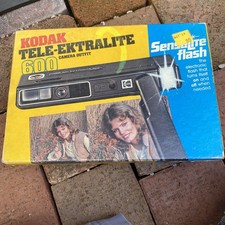 KODAK
TELE-EKTRALITE
600
CAMERA OUTFIT
Sensalite
flash
The
electronic
flash that
turns itself
on and
off when
needed.